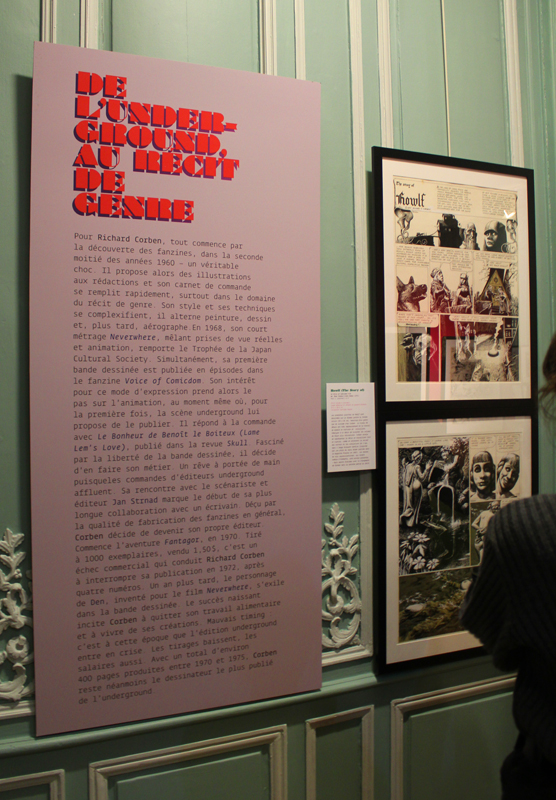 DE
L'UNDER-
GROUND,
AU RÉCIT
DE
GENRE
Pour Richard Corben, tout commence par
la découverte des fanzines, dans la seconde
moitié des années 1960 – un véritable
choc. Il propose alors des illustrations
aux rédactions et son carnet de commande
se remplit rapidement, surtout dans le domaine
du récit de genre. Son style et ses techniques
se complexifient, il alterne peinture, dessin
et, plus tard, aérographe. En 1968, son court
métrage Neverwhere, mêlant prises de vue réelles
et animation, remporte le Trophée de la Japan
Cultural Society. Simultanément, sa première
bande dessinée est publiée en épisodes dans
le fanzine Voice of Comicdom. Son intérêt
pour ce mode d'expression prend alors le
pas sur l'animation, au moment même où, pour
la première fois, la scène underground lui
propose de le publier. Il répond à la commande
avec Le Bonheur de Benoît le Boiteux (Lame
Lem's Love), publié dans la revue Skull. Fasciné
par la liberté de la bande dessinée, il décide
d'en faire son métier. Un rêve à portée de main
puisque les commandes d'éditeurs underground
affluent. Sa rencontre avec le scénariste et
éditeur Jan Strnad marque le début de sa plus
longue collaboration avec un écrivain. Déçu par
la qualité de fabrication des fanzines en général,
Corben décide de devenir son propre éditeur.
Commence l'aventure Fantagor, en 1970. Tiré
à 1000 exemplaires, vendu 1,50$, c'est un
échec commercial qui conduit Richard Corben
à interrompre sa publication en 1972, après
quatre numéros. Un an plus tard, le personnage
de Den, inventé pour le film Neverwhere, s'exile
dans la bande dessinée. Le succès naissant
incite Corben à quitter son travail alimentaire
et à vivre de ses créations. Mauvais timing :
c'est à cette époque que l'édition underground
entre en crise. Les tirages baissent, les
salaires aussi. Avec un total d'environ
400 pages produites entre 1970 et 1975, Corben
reste néanmoins le dessinateur le plus publié
de l'underground.
The story of
Rowlf